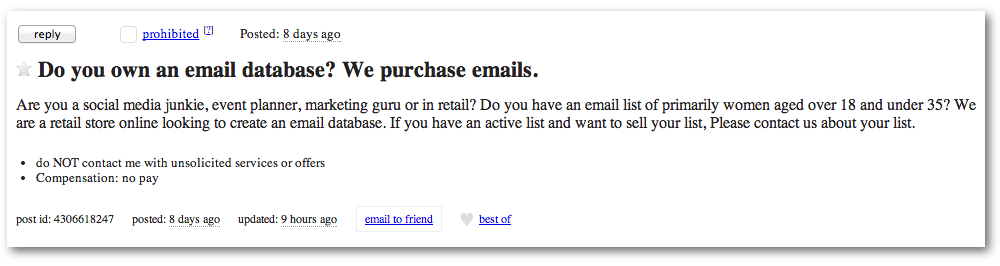 reply prohibited [?] Posted: 8 days ago
Do you own an email database? We purchase emails.
Are you a social media junkie, event planner, marketing guru or in retail? Do you have an email list of primarily women aged over 18 and under 35? We
are a retail store online looking to create an email database. If you have an active list and want to sell your list, Please contact us about your list.
• do NOT contact me with unsolicited services or offers
• Compensation: no pay
post id: 4306618247 posted: 8 days ago updated: 9 hours ago email to friend best of